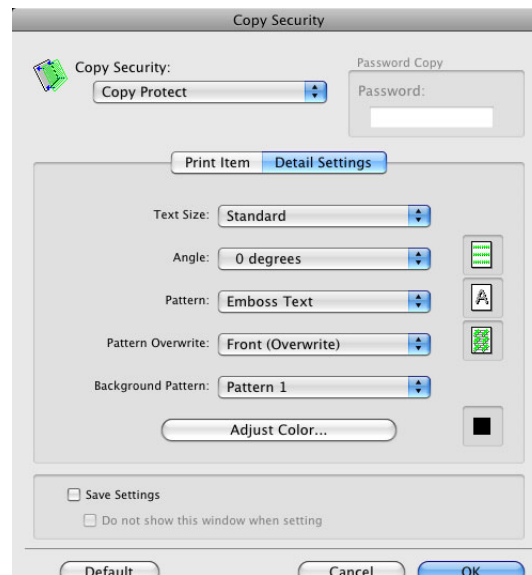 Copy Security
Copy Security:
Copy Protect
Password Copy
Password:
Print Item
Detail Settings
Text Size: Standard
Angle: 0 degrees
Pattern: Emboss Text
A
Pattern Overwrite: Front (Overwrite)
Background Pattern: Pattern 1
Adjust Color...
Save Settings
Do not show this window when setting
Default
Cancel
OK